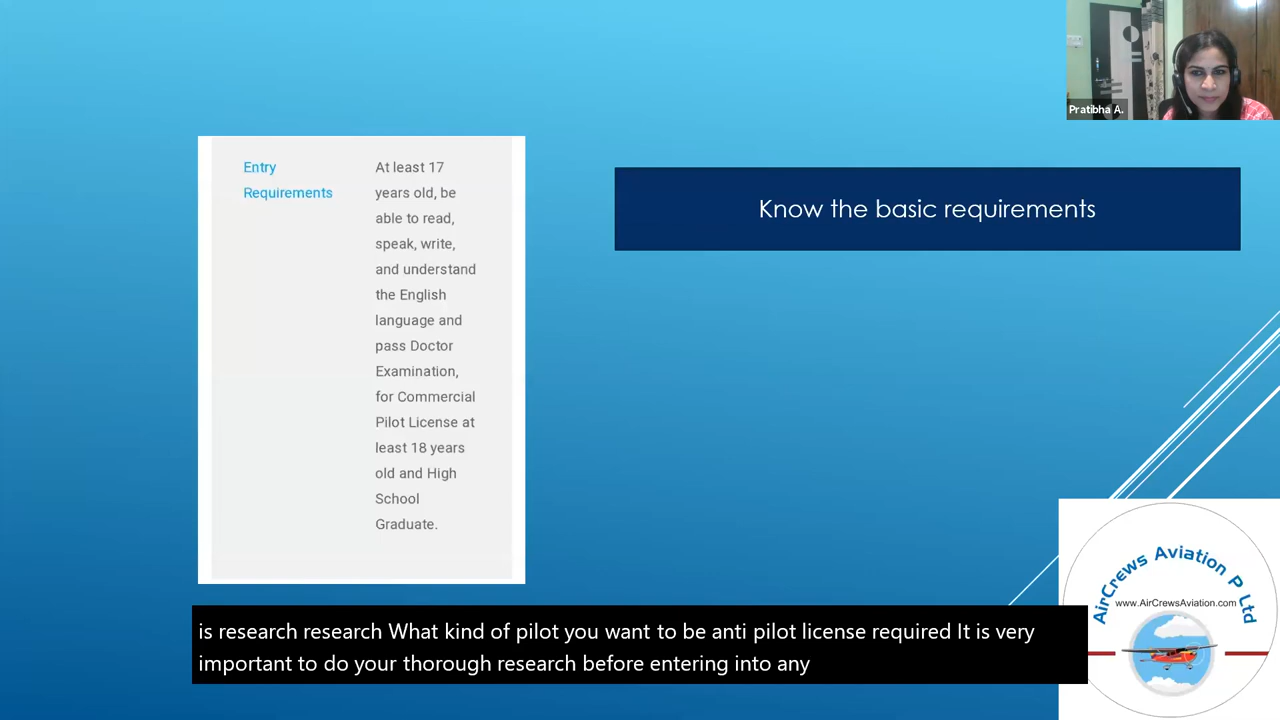 Pratibha A.
Entry
Requirements
At least 17
years old, be
able to read,
speak, write,
and understand
the English
language and
pass Doctor
Examination,
for Commercial
Pilot License at
least 18 years
old and High
School
Graduate.
Know the basic requirements
AirCrews Aviation P Ltd
www.AirCrewsAviation.com
is research research What kind of pilot you want to be anti pilot license required It is very
important to do your thorough research before entering into any